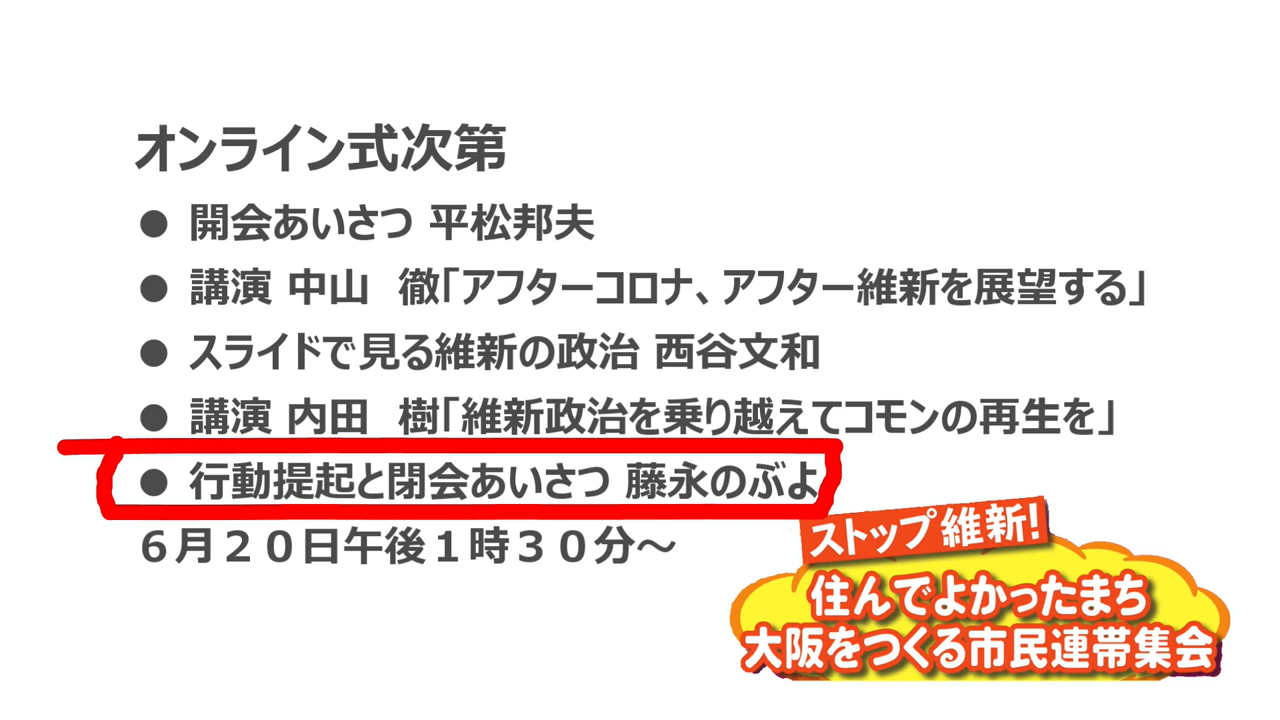 オンライン式次第
● 開会あいさつ 平松邦夫
● 講演 中山　徹「アフターコロナ、アフター維新を展望する」
● スライドで見る維新の政治 西谷文和
● 講演 内田　樹「維新政治を乗り越えてコモンの再生を」
● 行動提起と閉会あいさつ 藤永のぶよ
６月２０日午後１時３０分～
ストップ維新!
住んでよかったまち
大阪をつくる市民連帯集会